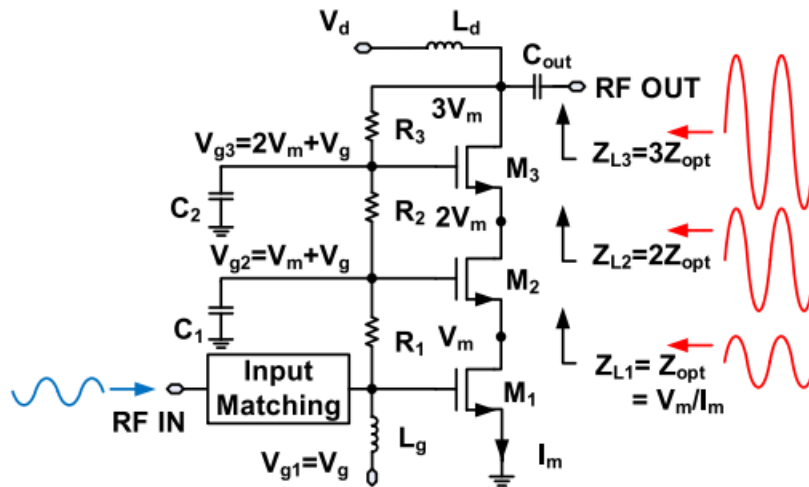 V_d
L_d
C_out
RF OUT
3V_m
R_3
V_g3=2V_m+V_g
M_3
Z_L3=3Z_opt
C_2
R_2
2V_m
V_g2=V_m+V_g
M_2
Z_L2=2Z_opt
C_1
R_1
V_m
Input
Matching
M_1
Z_L1= Z_opt
= V_m/I_m
RF IN
L_g
I_m
V_g1=V_g